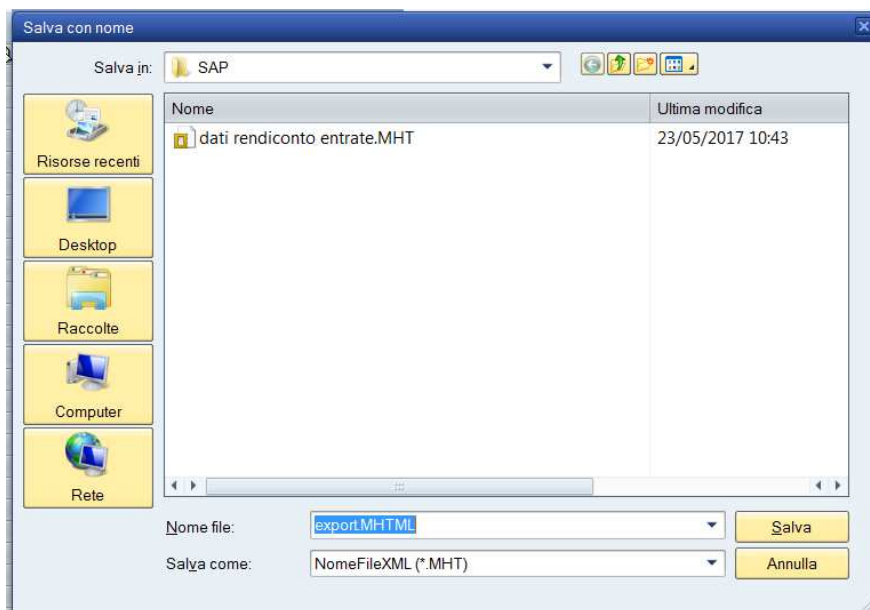 Salva con nome
Salva in: SAP
Nome Ultima modifica
dati rendiconto entrate.MHT 23/05/2017 10:43
Risorse recenti
Desktop
Raccolte
Computer
Rete
Nome file: export.MHTML Salva
Salva come: NomeFileXML (*.MHT) Annulla